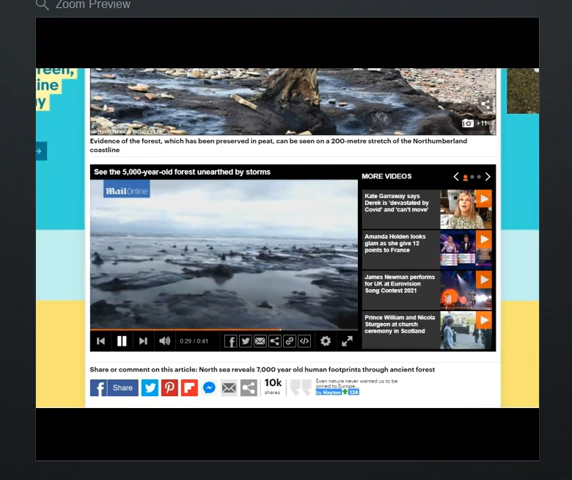 Zoom Preview
reen,
ine
y
+11
Evidence of the forest, which has been preserved in peat, can be seen on a 200-metre stretch of the Northumberland
coastline
See the 5,000-year-old forest unearthed by storms
MailOnline
MORE VIDEOS
Kate Garraway says
Derek is 'devastated by
Covid' and 'can't move'
Amanda Holden looks
glam as she give 12
points to France
James Newman performs
for UK at Eurovision
Song Contest 2021
Prince William and Nicola
Sturgeon at church
ceremony in Scotland
0:29 / 0:41
Share or comment on this article: North sea reveals 7,000 year old human footprints through ancient forest
Share
10k
shares
Even nature never wanted us to be
joined to Europe...